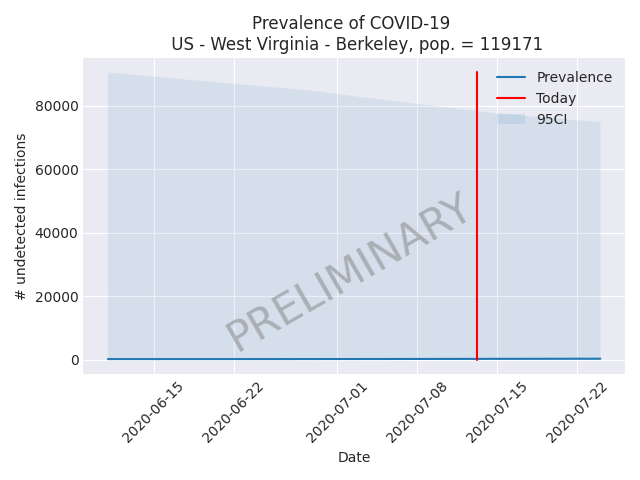 Prevalence of COVID-19
US - West Virginia - Berkeley, pop. = 119171
Prevalence
Today
95CI
80000
60000
40000
20000
0
# undetected infections
PRELIMINARY
2020-06-15
2020-06-22
2020-07-01
2020-07-08
2020-07-15
2020-07-22
Date